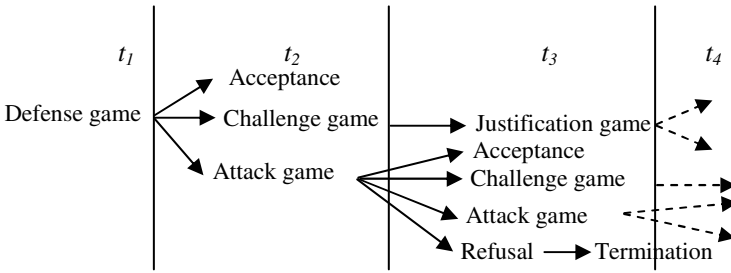 t1 t2 t3 t4
Acceptance
Defense game Challenge game Justification game
Acceptance
Attack game Challenge game
Attack game
Refusal Termination